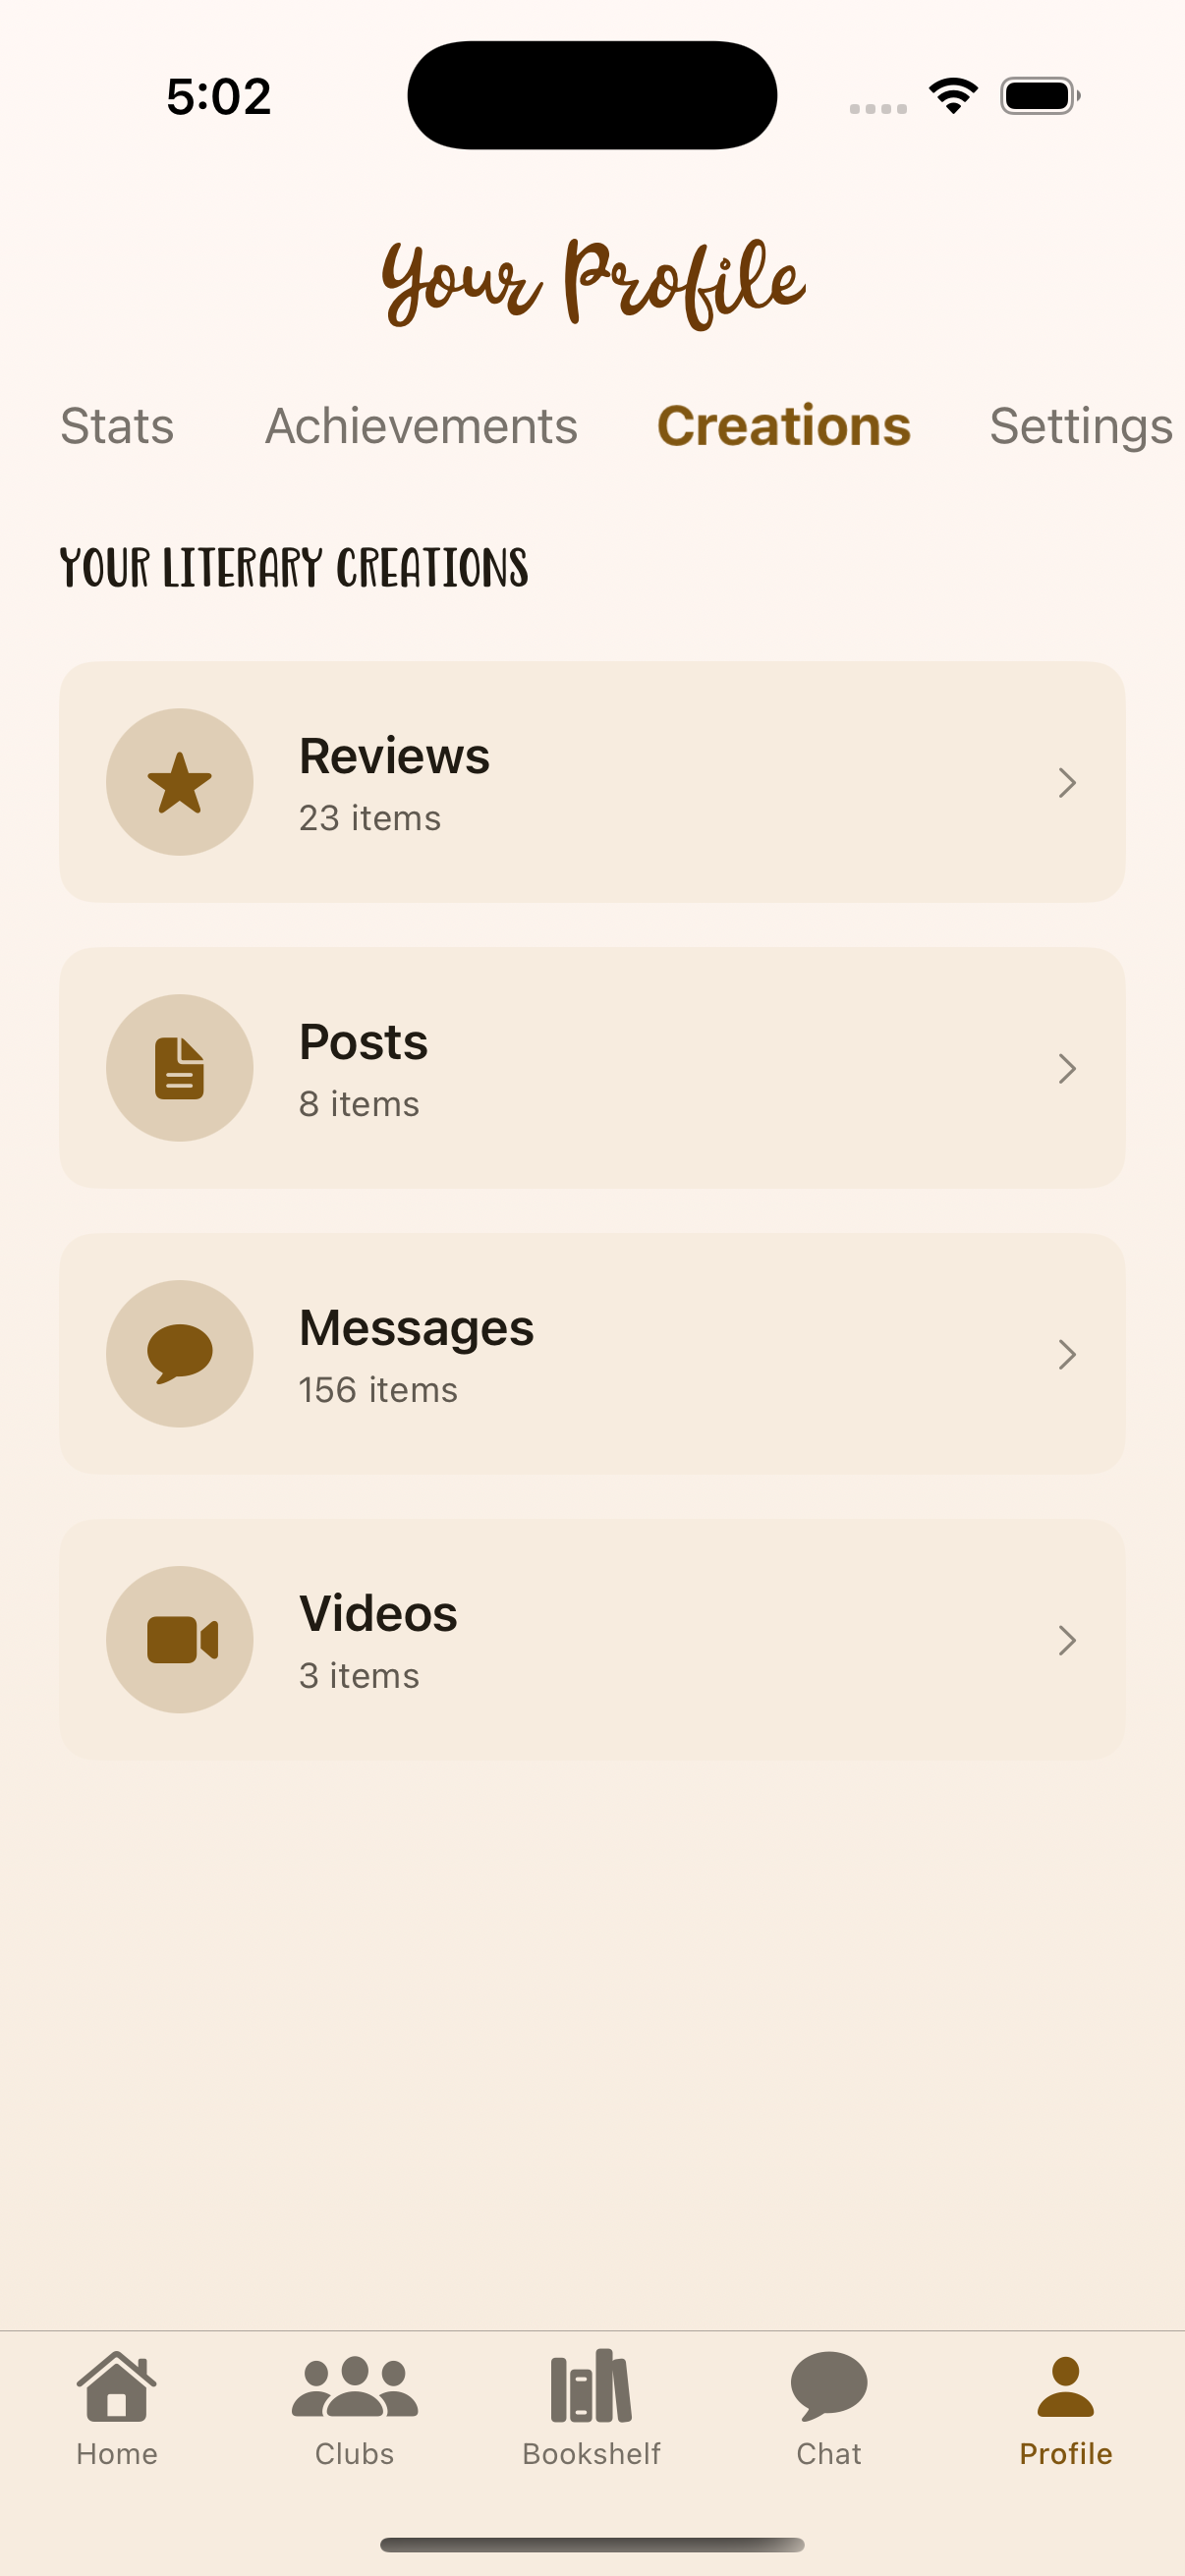 5:02
Your Profile
Stats Achievements Creations Settings
YOUR LITERARY CREATIONS
Reviews
23 items
Posts
8 items
Messages
156 items
Videos
3 items
Home Clubs Bookshelf Chat Profile